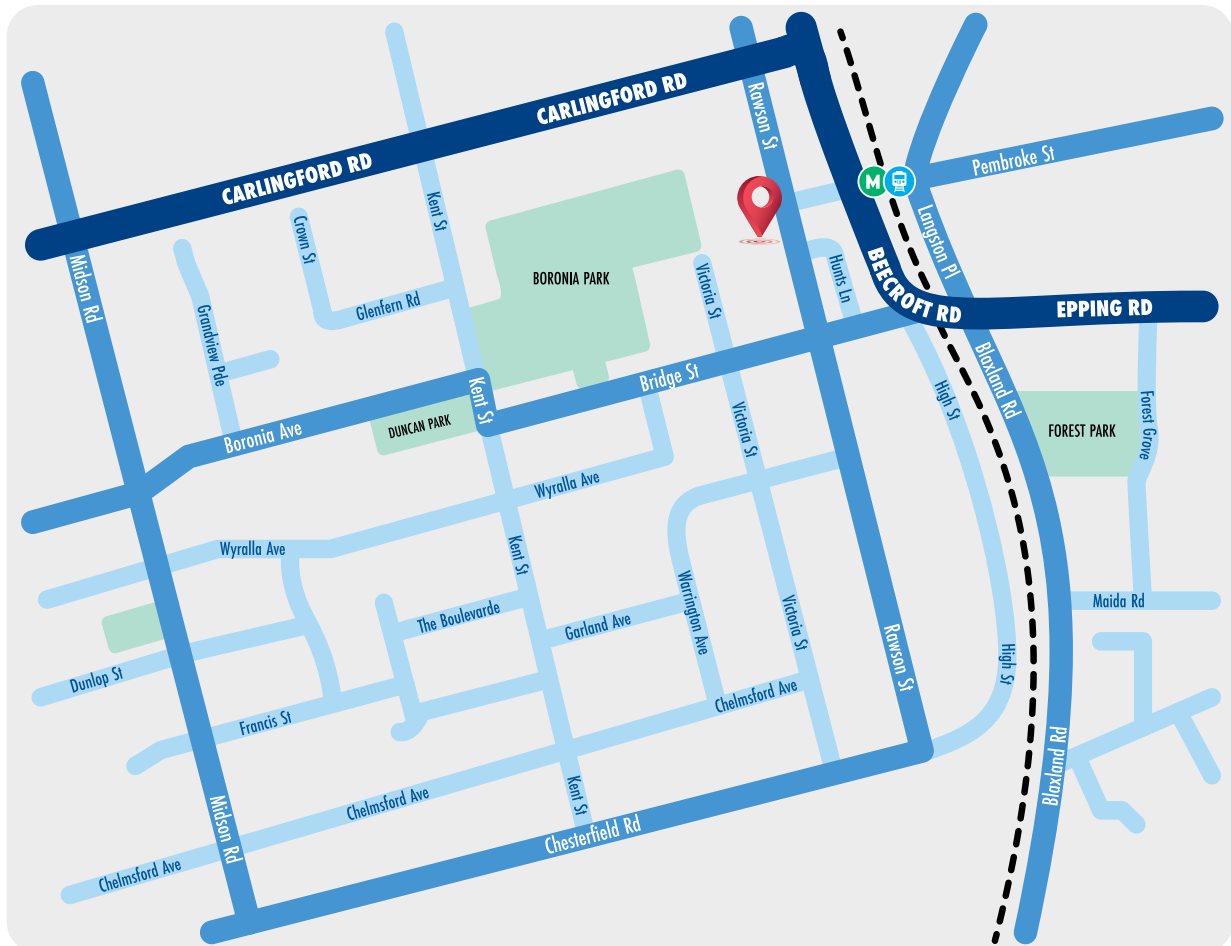 CARLINGFORD RD
Rawson St
CARLINGFORD RD
Pembroke St
M
Kent St
Langston Pl
Crown St
Midson Rd
BORONIA PARK
Victoria St
Hunts Ln
BEECROFT RD
EPPING RD
Glenfern Rd
Grandview Pde
Bridge St
Blaxland Rd
Kent St
High St
Forest Grove
DUNCAN PARK
Boronia Ave
Victoria St
FOREST PARK
Wyralla Ave
Wyralla Ave
Kent St
The Boulevarde
Garland Ave
Warrington Ave
Victoria St
Maida Rd
Rawson St
High St
Dunlop St
Chelmsford Ave
Francis St
Blaxland Rd
Kent St
Chelmsford Ave
Midson Rd
Chesterfield Rd
Chelmsford Ave